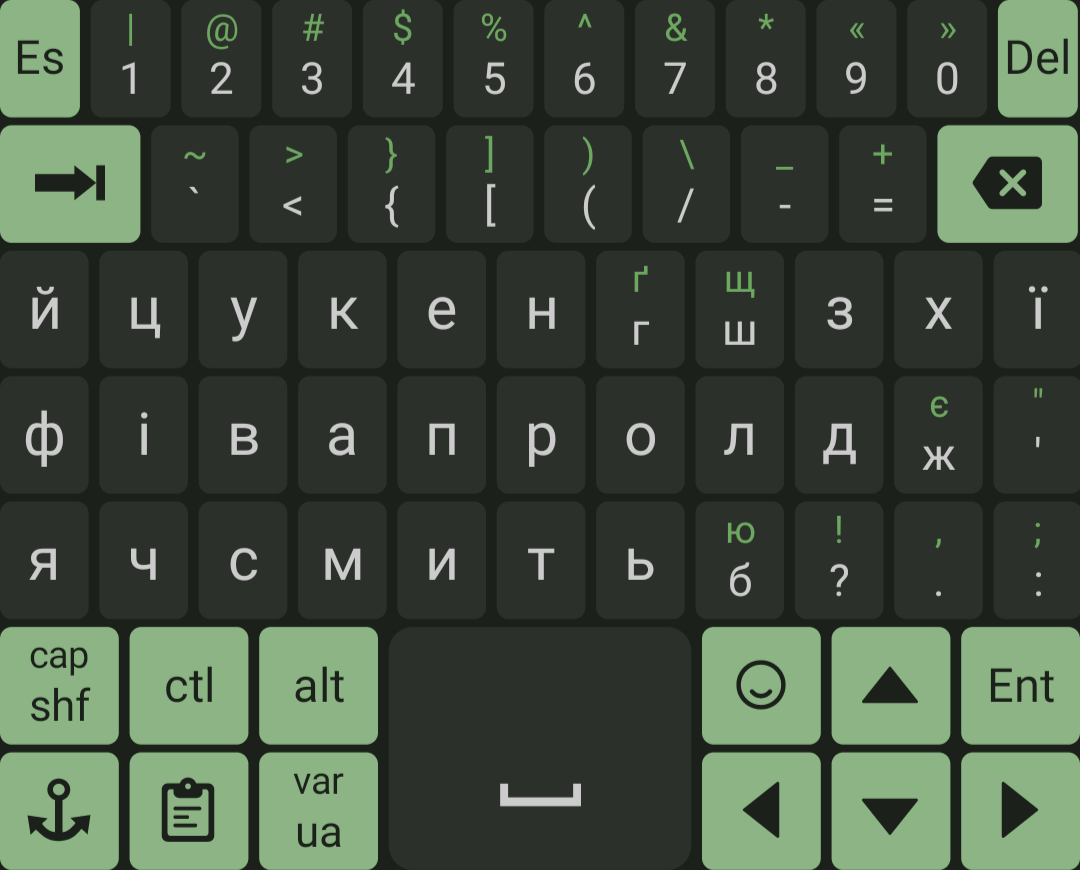 | @ # $ % ^ & * « »
Es 1 2 3 4 5 6 7 8 9 0 Del
~ > } ] ) \ _ +
` < { [ ( / - =
ґ щ
й ц у к е н г ш з х ї
є "
ф і в а п р о л д ж '
ю ! , ;
я ч с м и т ь б ? . :
cap
shf ctl alt Ent
var
ua